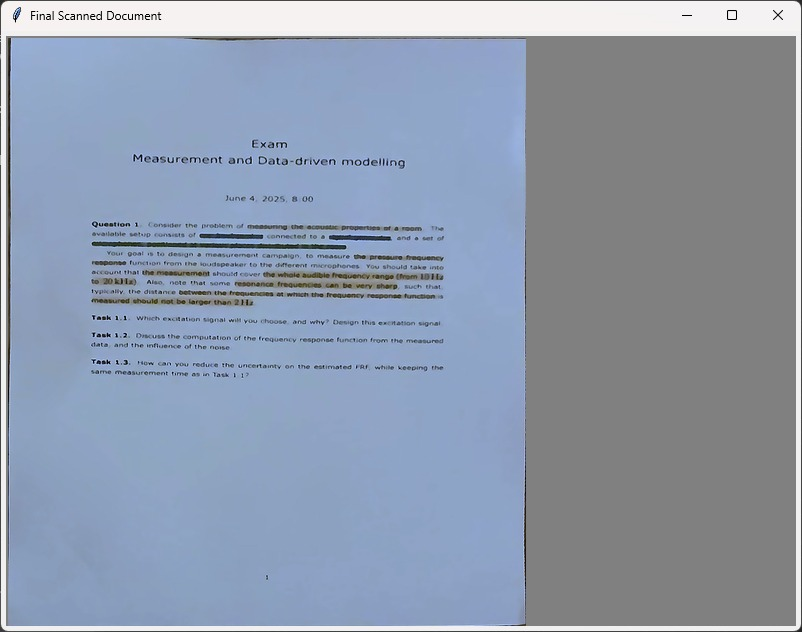 Final Scanned Document
Exam
Measurement and Data-driven modelling
June 4, 2025, 8:00
Question 1. Consider the problem of measuring the acoustic properties of a room. The
available setup consists of connected to a , and a set of
Your goal is to design a measurement campaign, to measure the pressure frequency
response function from the loudspeaker to the different microphones. You should take into
account that the measurement should cover the whole audible frequency range (from 10 Hz
to 20 kHz). Also, note that some resonance frequencies can be very sharp, such that,
typically, the distance between the frequencies at which the frequency response function is
measured should not be larger than 2 Hz.
Task 1.1. Which excitation signal will you choose, and why? Design this excitation signal.
Task 1.2. Discuss the computation of the frequency response function from the measured
data, and the influence of the noise.
Task 1.3. How can you reduce the uncertainty on the estimated FRF, while keeping the
same measurement time as in Task 1.1?
1